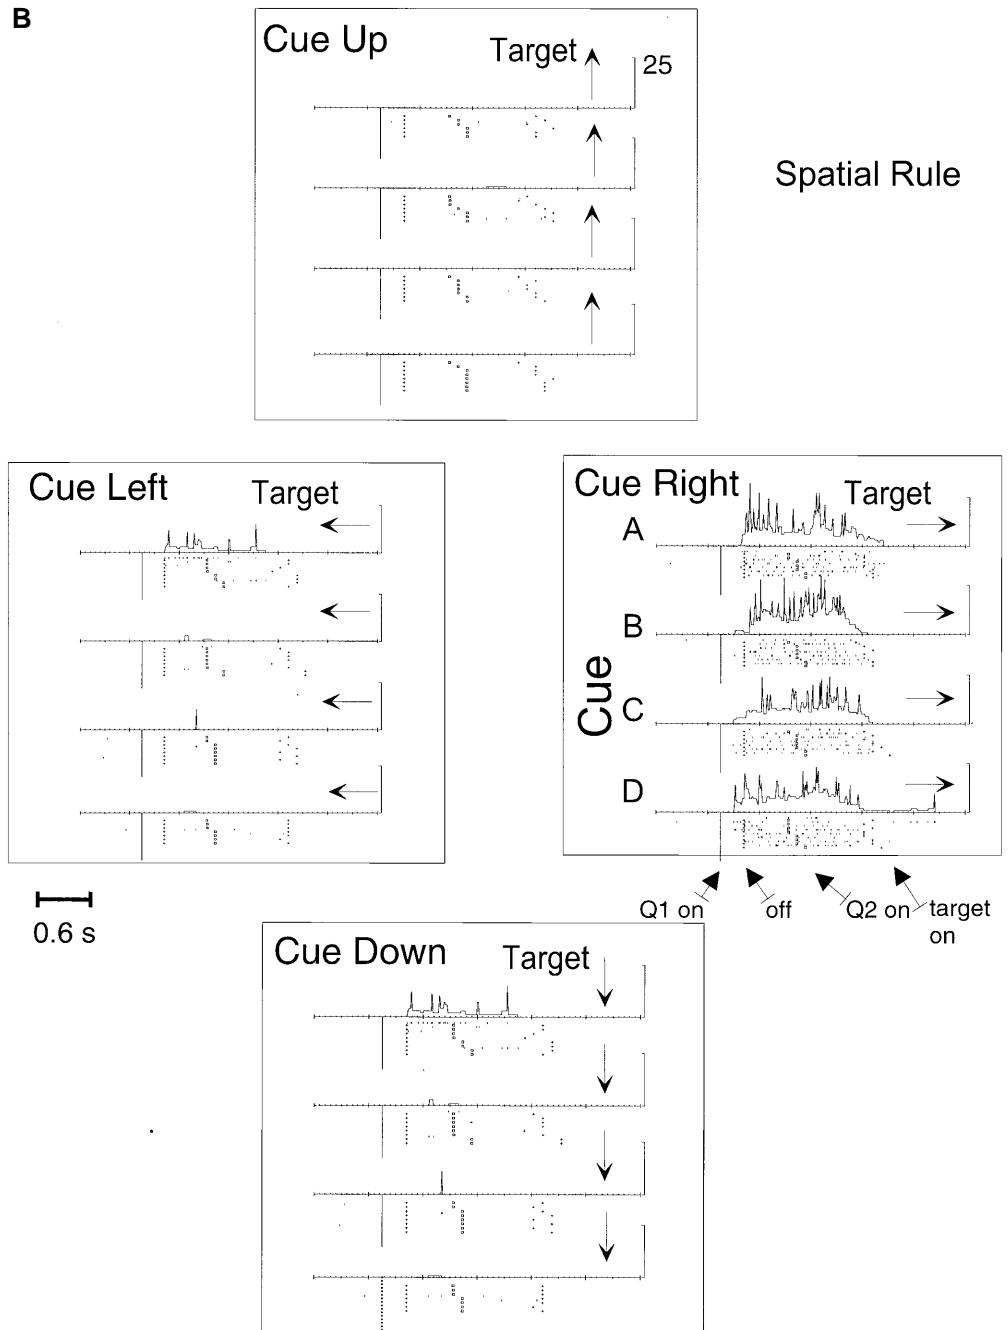 B
Cue Up
Target
25
Spatial Rule
Cue Left
Target
Cue Right
Target
A
B
C
D
Cue
0.6 s
Q1 on
off
Q2 on
target
on
Cue Down
Target